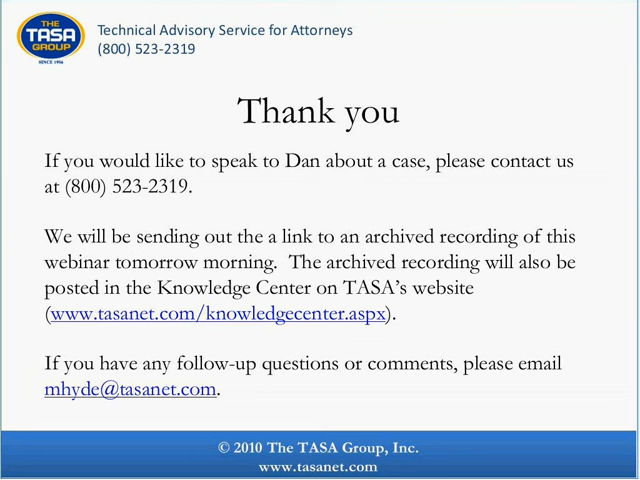 THE
TASA
GROUP
SINCE 1956
Technical Advisory Service for Attorneys
(800) 523-2319
Thank you
If you would like to speak to Dan about a case, please contact us
at (800) 523-2319.
We will be sending out the a link to an archived recording of this
webinar tomorrow morning.  The archived recording will also be
posted in the Knowledge Center on TASA’s website
(www.tasanet.com/knowledgecenter.aspx).
If you have any follow-up questions or comments, please email
mhyde@tasanet.com.
© 2010 The TASA Group, Inc.
www.tasanet.com